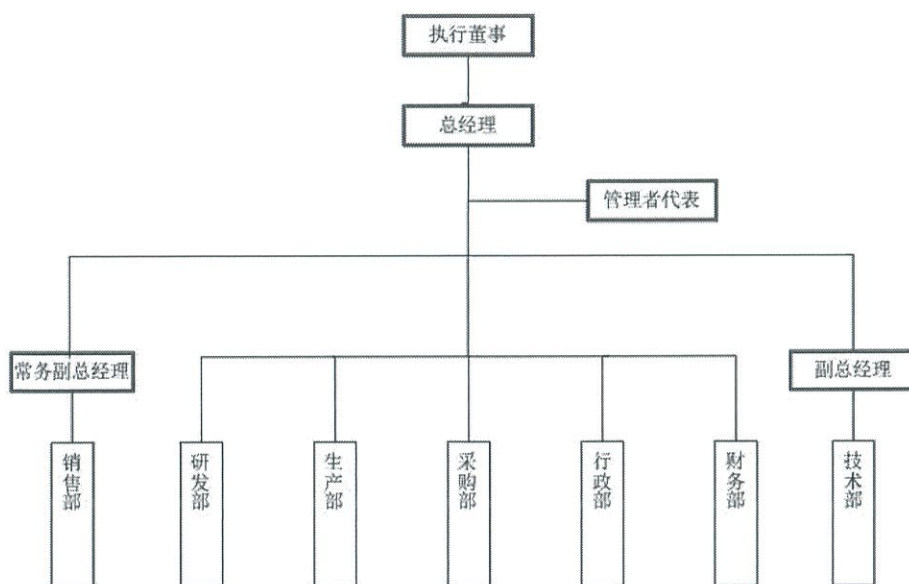 执行董事
总经理
管理者代表
常务副总经理
副总经理
销售部
研发部
生产部
采购部
行政部
财务部
技术部